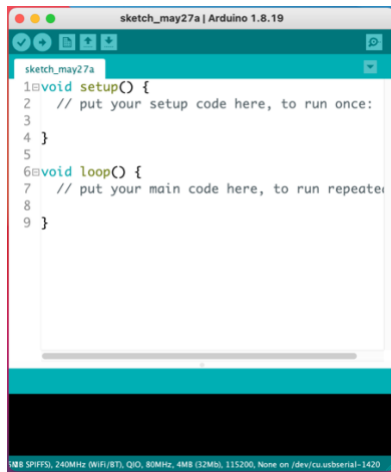 sketch_may27a | Arduino 1.8.19
sketch_may27a
1 void setup() {
2 // put your setup code here, to run once:
3
4 }
5
6 void loop() {
7 // put your main code here, to run repeated
8
9 }
SPIFFS), 240MHz (WiFi/BT), QIO, 80MHz, 4MB (32Mb), 115200, None on /dev/cu.usbserial-1420